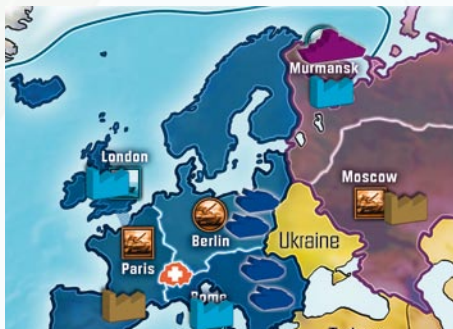 Murmansk
London
Moscow
Berlin
Ukraine
Paris
Rome